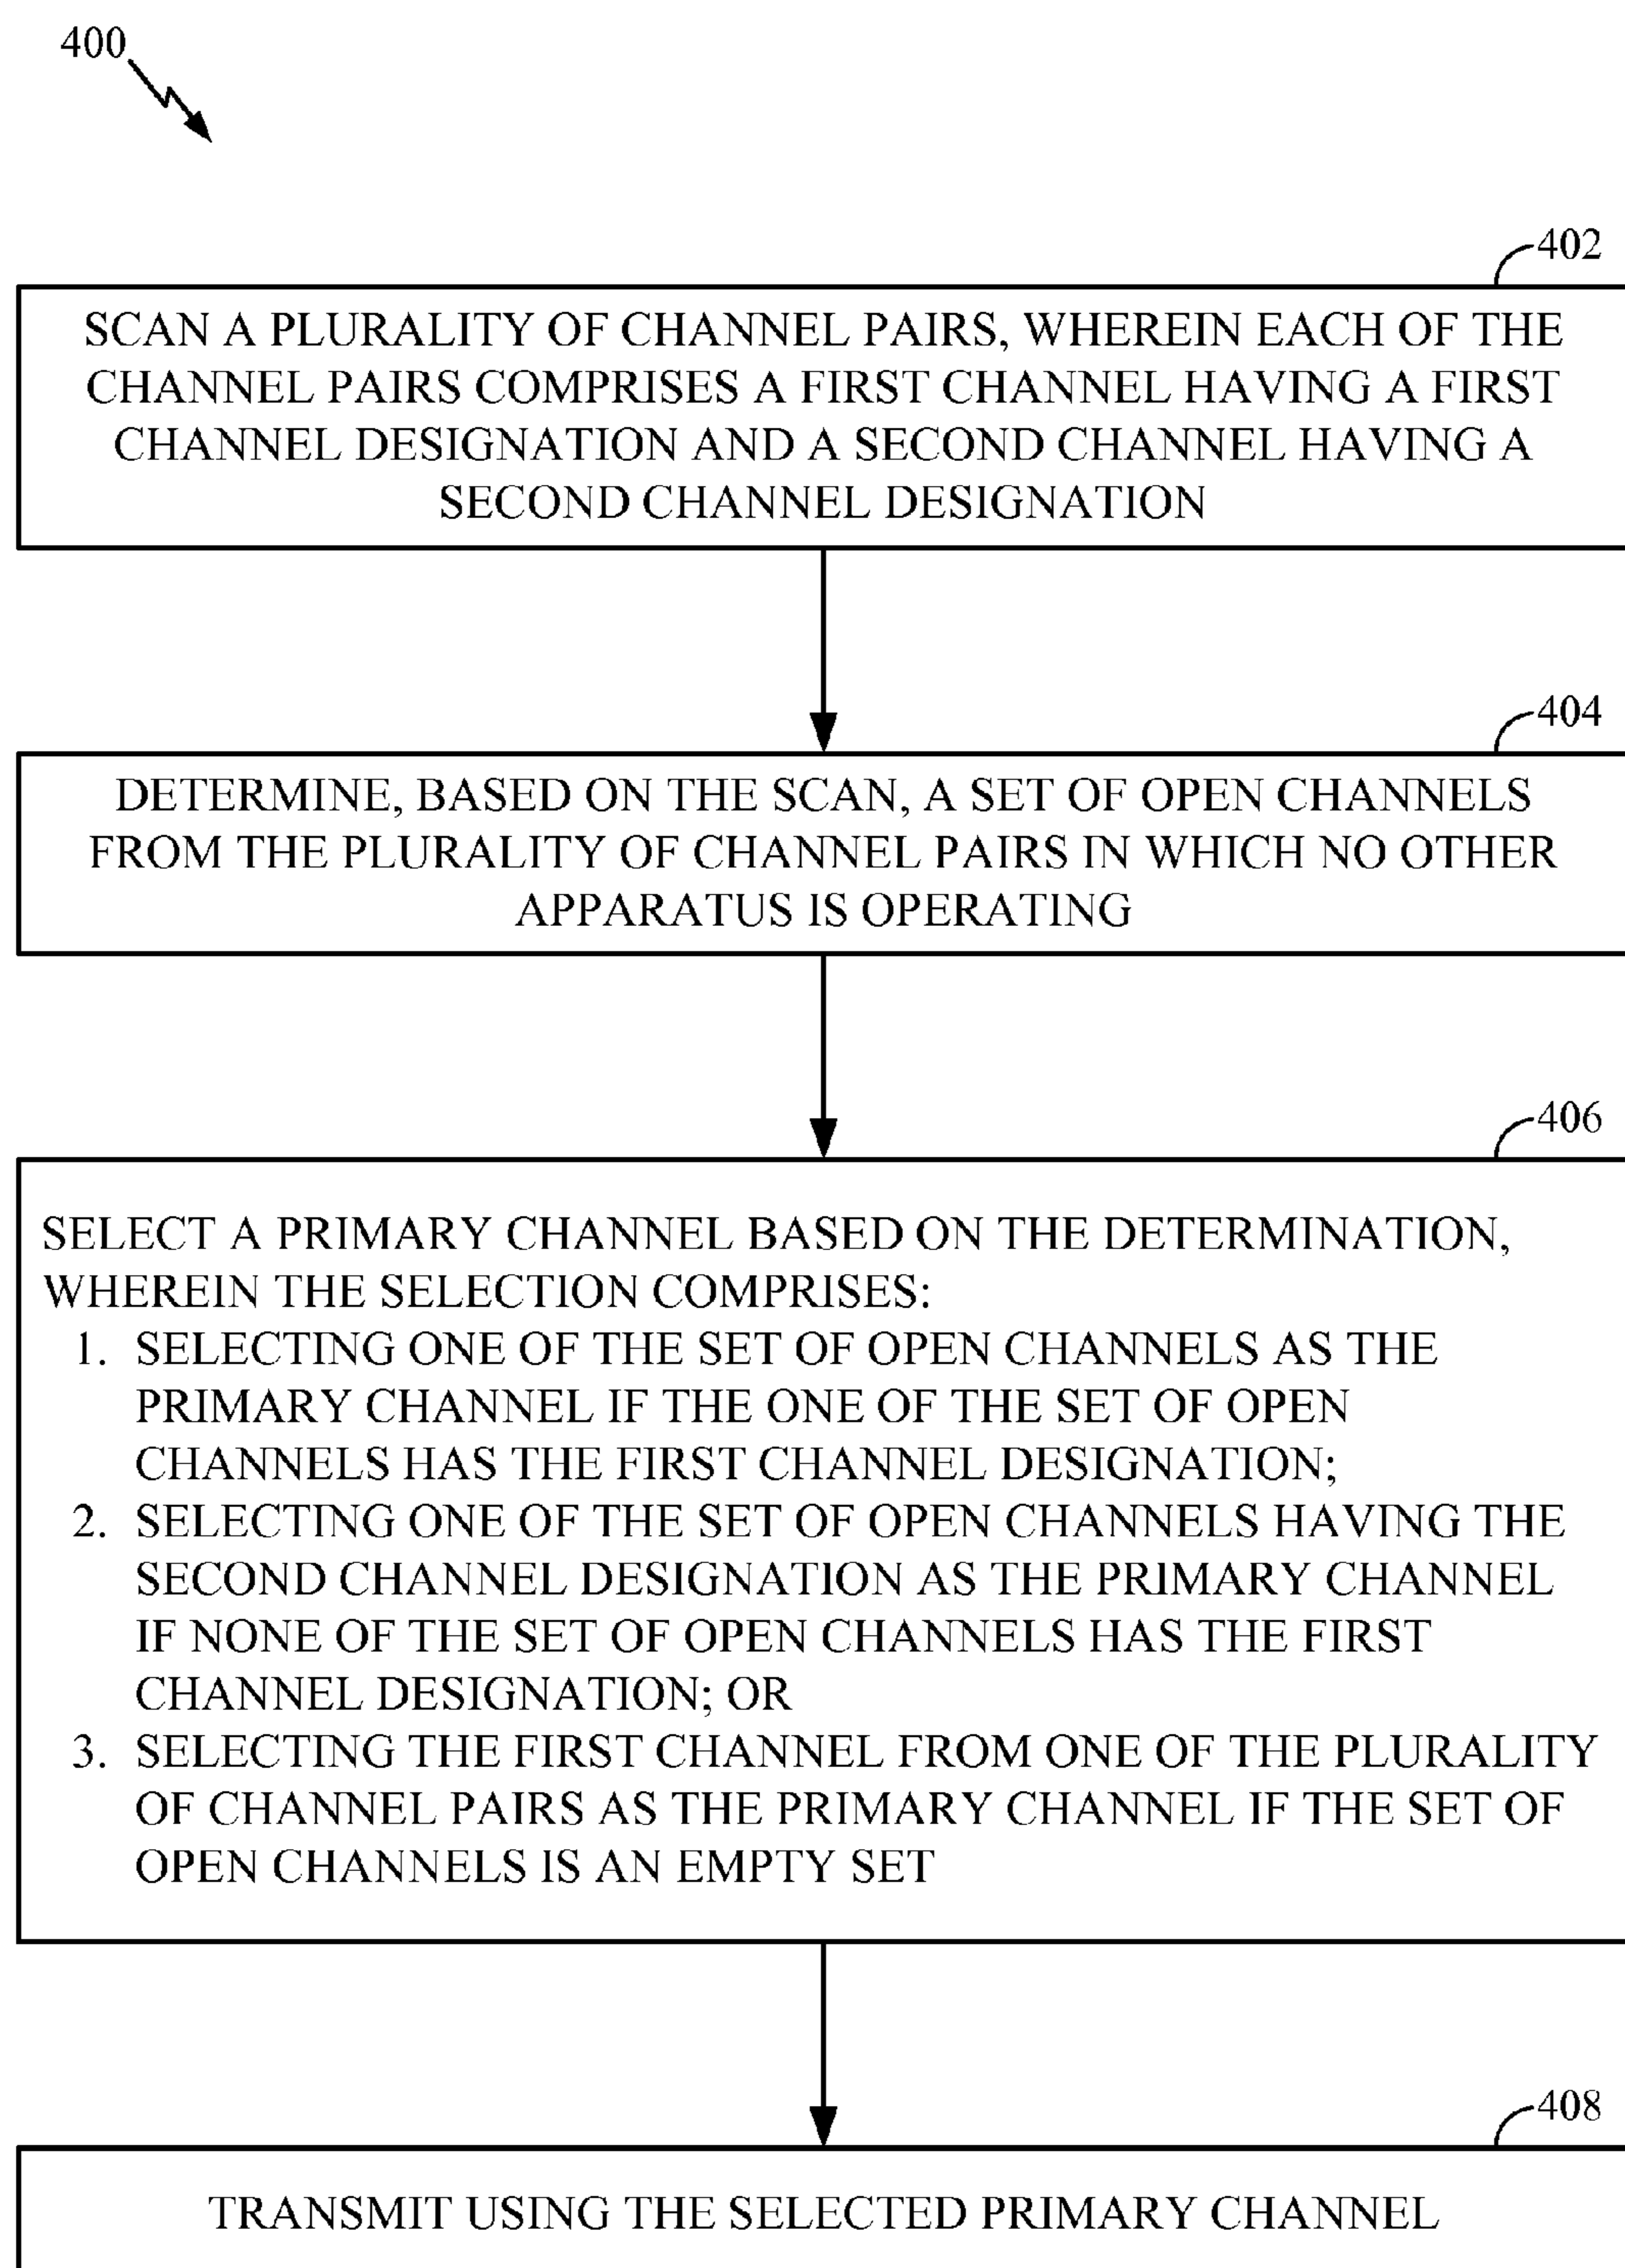 400
402
SCAN A PLURALITY OF CHANNEL PAIRS, WHEREIN EACH OF THE
CHANNEL PAIRS COMPRISES A FIRST CHANNEL HAVING A FIRST
CHANNEL DESIGNATION AND A SECOND CHANNEL HAVING A
SECOND CHANNEL DESIGNATION
404
DETERMINE, BASED ON THE SCAN, A SET OF OPEN CHANNELS
FROM THE PLURALITY OF CHANNEL PAIRS IN WHICH NO OTHER
APPARATUS IS OPERATING
406
SELECT A PRIMARY CHANNEL BASED ON THE DETERMINATION,
WHEREIN THE SELECTION COMPRISES:
1. SELECTING ONE OF THE SET OF OPEN CHANNELS AS THE
PRIMARY CHANNEL IF THE ONE OF THE SET OF OPEN
CHANNELS HAS THE FIRST CHANNEL DESIGNATION;
2. SELECTING ONE OF THE SET OF OPEN CHANNELS HAVING THE
SECOND CHANNEL DESIGNATION AS THE PRIMARY CHANNEL
IF NONE OF THE SET OF OPEN CHANNELS HAS THE FIRST
CHANNEL DESIGNATION; OR
3. SELECTING THE FIRST CHANNEL FROM ONE OF THE PLURALITY
OF CHANNEL PAIRS AS THE PRIMARY CHANNEL IF THE SET OF
OPEN CHANNELS IS AN EMPTY SET
408
TRANSMIT USING THE SELECTED PRIMARY CHANNEL